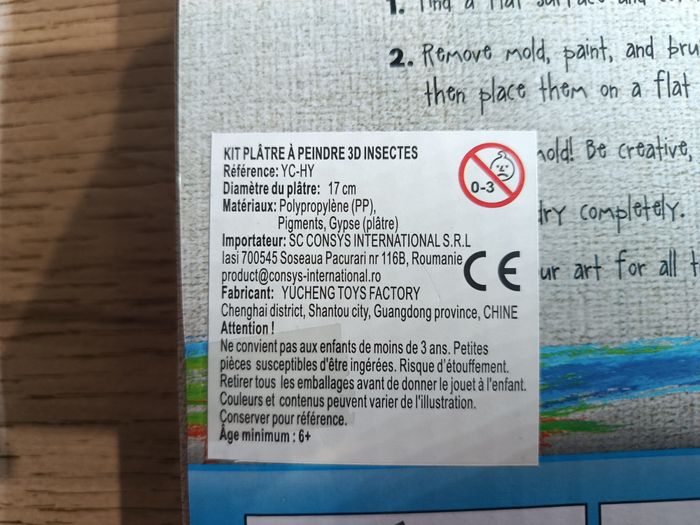 1. Find a flat surface and
2. Remove mold, paint, and
then place them on a flat
mold! Be creative,
dry completely.
ur art for all
KIT PLÂTRE À PEINDRE 3D INSECTES
Référence: YC-HY
Diamètre du plâtre: 17 cm
Matériaux: Polypropylène (PP),
Pigments, Gypse (plâtre)
Importateur: SC CONSYS INTERNATIONAL S.R.L
Iasi 700545 Soseaua Pacurari nr 116B, Roumanie
product@consys-international.ro
Fabricant: YUCHENG TOYS FACTORY
Chenghai district, Shantou city, Guangdong province, CHINE
Attention !
Ne convient pas aux enfants de moins de 3 ans. Petites
pièces susceptibles d'être ingérées. Risque d'étouffement.
Retirer tous les emballages avant de donner le jouet à l'enfant.
Couleurs et contenus peuvent varier de l'illustration.
Conserver pour référence.
Âge minimum : 6+
0-3
CE